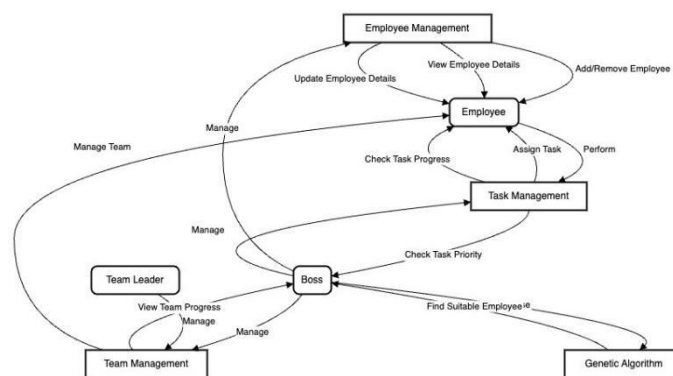 Employee Management
View Employee Details
Add/Remove Employee
Update Employee Details
Employee
Manage
Manage Team
Assign Task
Perform
Check Task Progress
Task Management
Manage
Check Task Priority
Team Leader
Boss
View Team Progress
Find Suitable Employee
Manage
Manage
Team Management
Genetic Algorithm